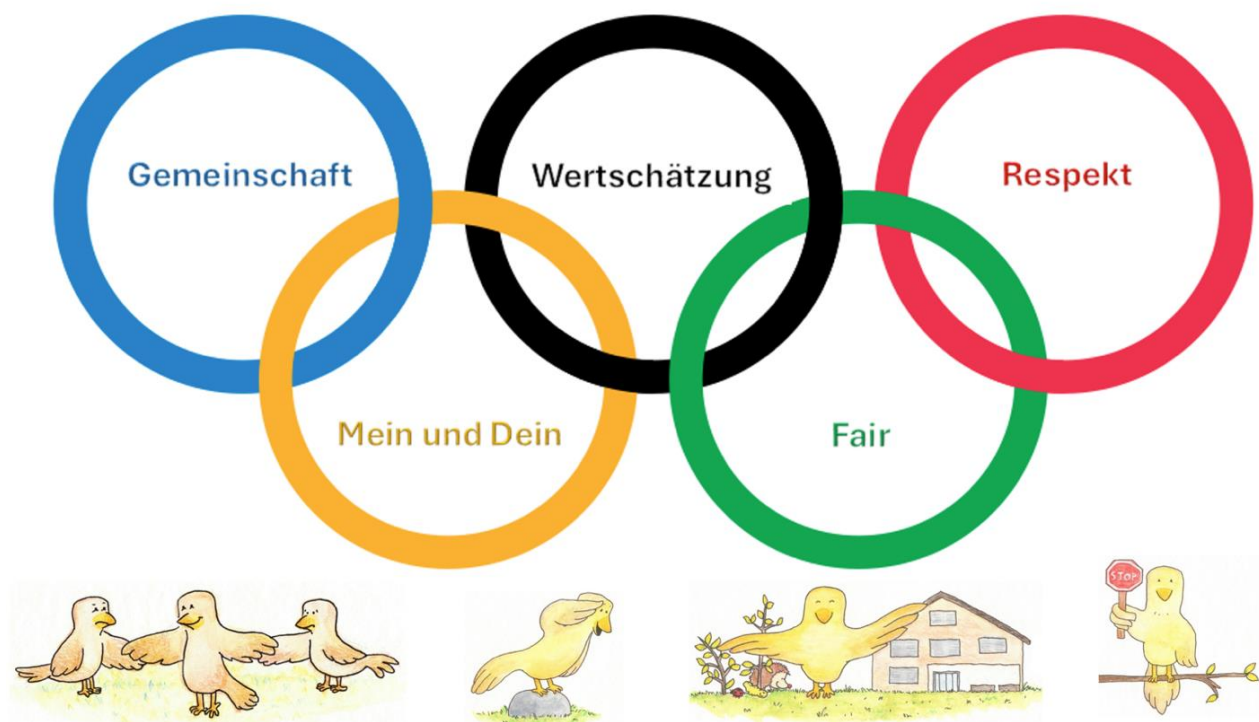 Gemeinschaft
Wertschätzung
Respekt
Mein und Dein
Fair
STOP